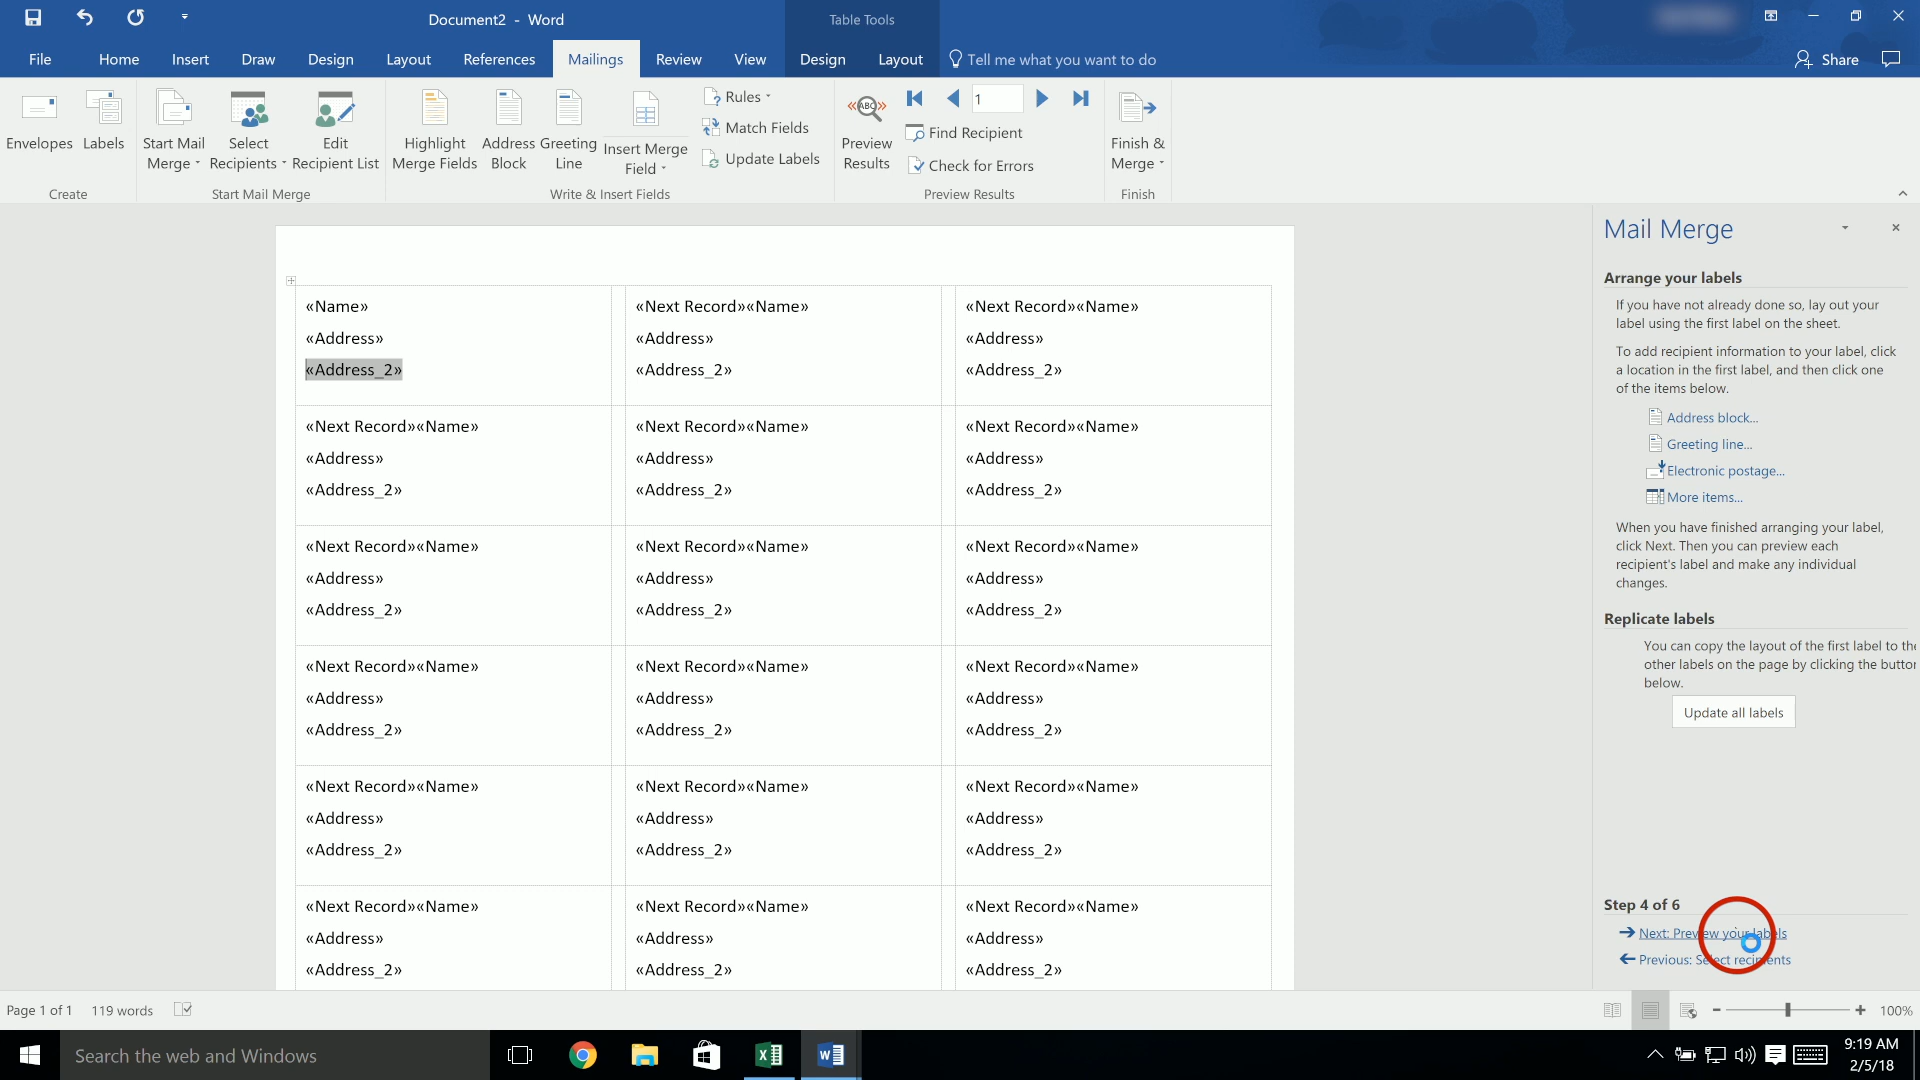 Document2 - Word
Table Tools
File Home Insert Draw Design Layout References Mailings Review View Design Layout Tell me what you want to do Share
Envelopes
Labels
Create
Start Mail
Merge
Select
Recipients
Edit
Recipient List
Start Mail Merge
Highlight
Merge Fields
Address
Block
Greeting
Line
Insert Merge
Field
Rules
Match Fields
Update Labels
Write & Insert Fields
ABC
Preview
Results
1
Find Recipient
Check for Errors
Preview Results
Finish &
Merge
Finish
«Name» «Next Record»«Name» «Next Record»«Name»
«Address» «Address» «Address»
«Address_2» «Address_2» «Address_2»
«Next Record»«Name» «Next Record»«Name» «Next Record»«Name»
«Address» «Address» «Address»
«Address_2» «Address_2» «Address_2»
«Next Record»«Name» «Next Record»«Name» «Next Record»«Name»
«Address» «Address» «Address»
«Address_2» «Address_2» «Address_2»
«Next Record»«Name» «Next Record»«Name» «Next Record»«Name»
«Address» «Address» «Address»
«Address_2» «Address_2» «Address_2»
«Next Record»«Name» «Next Record»«Name» «Next Record»«Name»
«Address» «Address» «Address»
«Address_2» «Address_2» «Address_2»
«Next Record»«Name» «Next Record»«Name» «Next Record»«Name»
«Address» «Address» «Address»
«Address_2» «Address_2» «Address_2»
Mail Merge
Arrange your labels
If you have not already done so, lay out your
label using the first label on the sheet.
To add recipient information to your label, click
a location in the first label, and then click one
of the items below.
Address block...
Greeting line...
Electronic postage...
More items...
When you have finished arranging your label,
click Next. Then you can preview each
recipient's label and make any individual
changes.
Replicate labels
You can copy the layout of the first label to the
other labels on the page by clicking the button
below.
Update all labels
Step 4 of 6
Next: Preview your labels
Previous: Select recipients
Page 1 of 1 119 words 100%
Search the web and Windows
9:19 AM
2/5/18